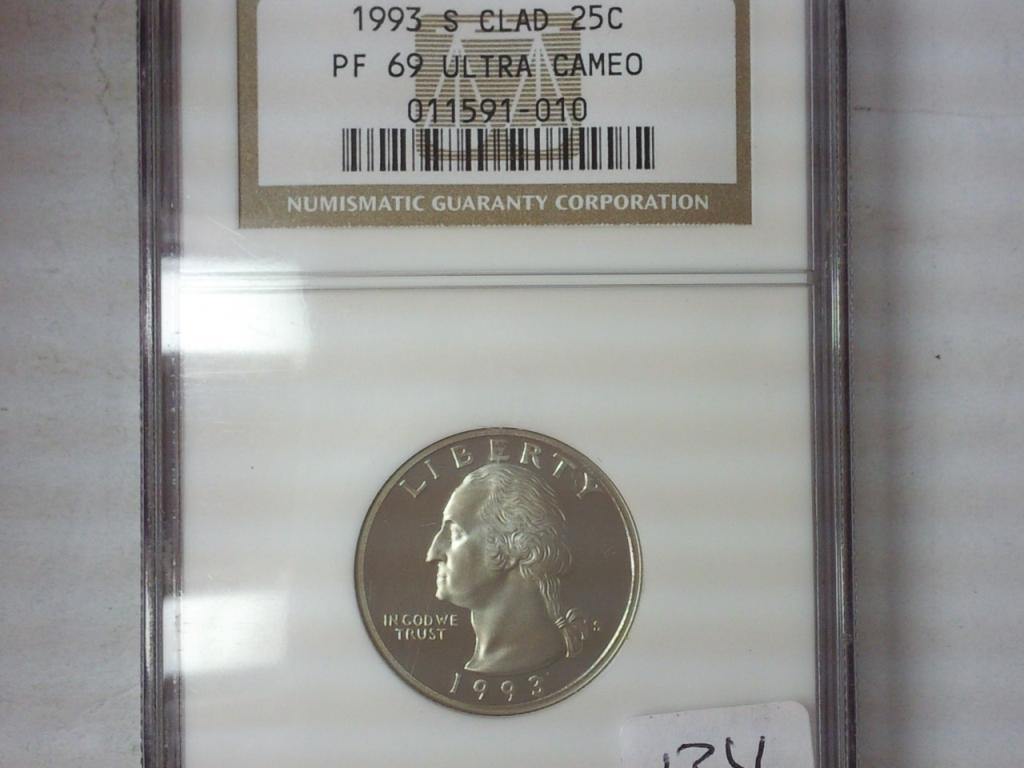 1993 S CLAD 25C
PF 69 ULTRA CAMEO
011591-010
NUMISMATIC GUARANTY CORPORATION
LIBERTY
IN GOD WE
TRUST
S
1993